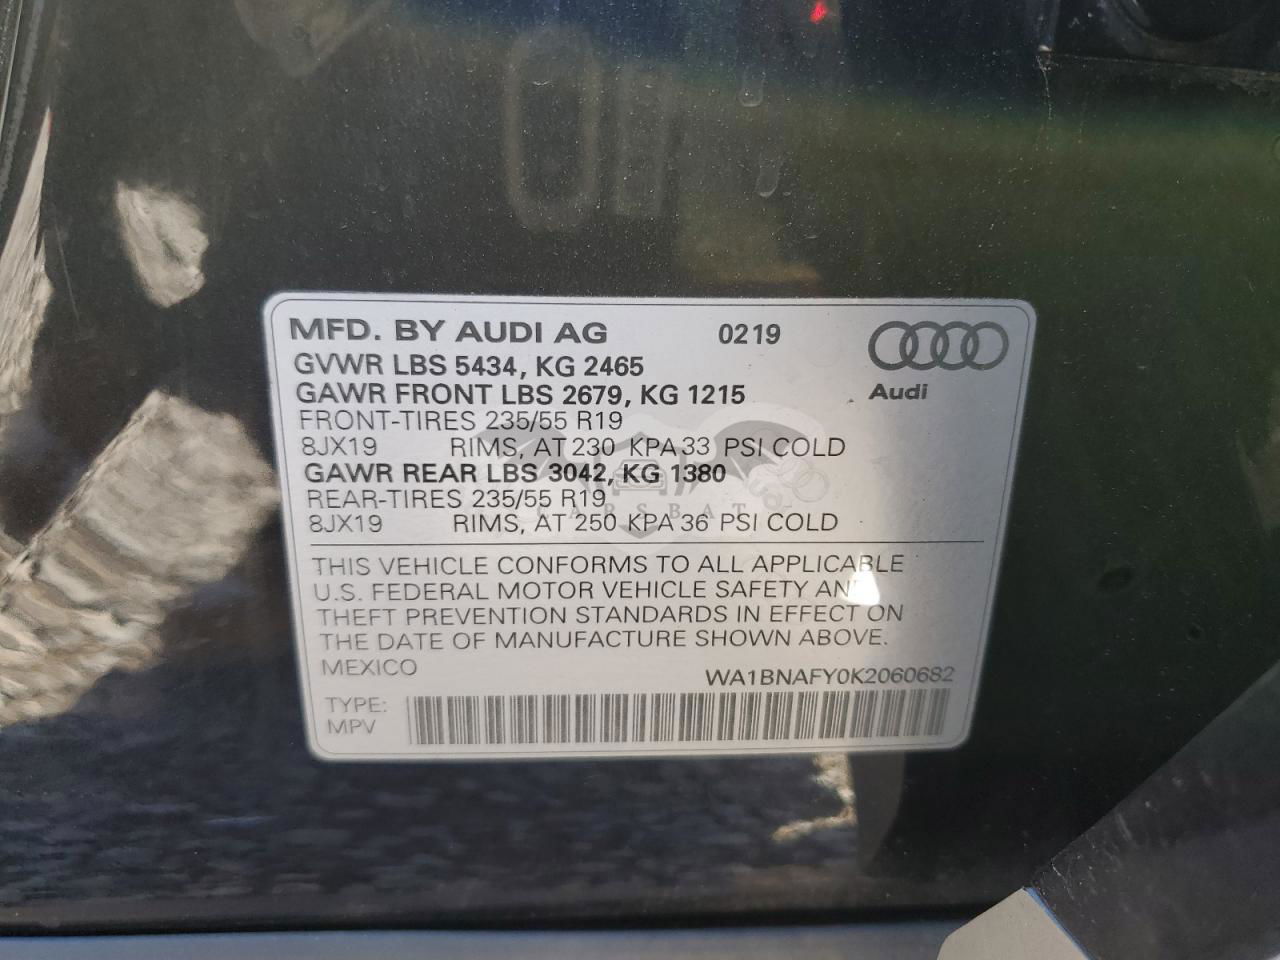 MFD. BY AUDI AG 0219
GVWR LBS 5434, KG 2465
GAWR FRONT LBS 2679, KG 1215
Audi
FRONT-TIRES 235/55 R19
8JX19 RIMS, AT 230 KPA 33 PSI COLD
GAWR REAR LBS 3042, KG 1380
REAR-TIRES 235/55 R19
8JX19 RIMS, AT 250 KPA 36 PSI COLD
CARSBAT
THIS VEHICLE CONFORMS TO ALL APPLICABLE
U.S. FEDERAL MOTOR VEHICLE SAFETY AND
THEFT PREVENTION STANDARDS IN EFFECT ON
THE DATE OF MANUFACTURE SHOWN ABOVE.
MEXICO WA1BNAFY0K2060682
TYPE:
MPV